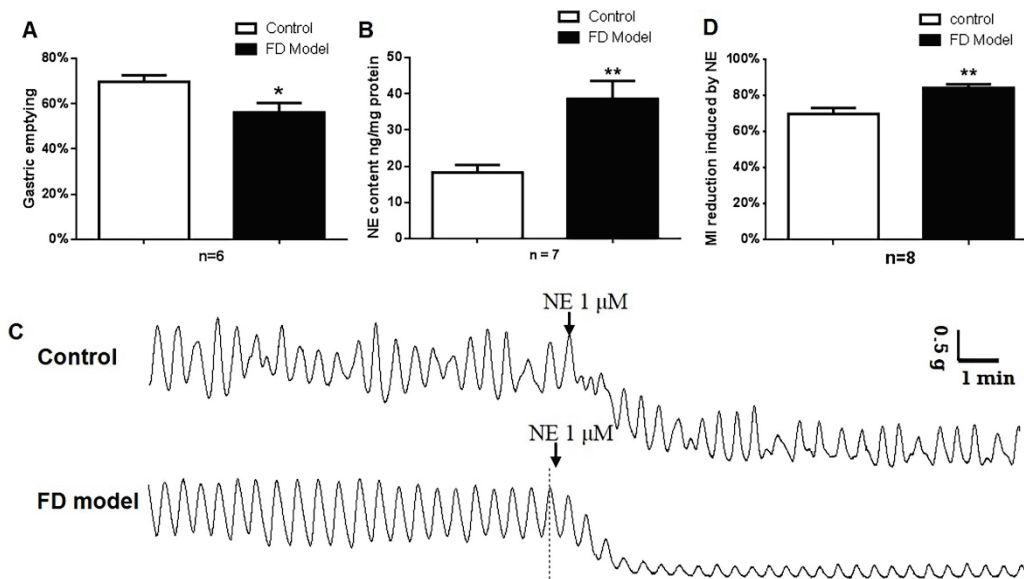 A
Control
FD Model
Gastric emptying
80%
60%
40%
20%
0%
*
n=6
B
Control
FD Model
NE content ng/mg protein
50
40
30
20
10
0
**
n = 7
D
control
FD Model
MI reduction induced by NE
100%
80%
60%
40%
20%
0%
**
n=8
C
Control
NE 1 μM
0.5 g
1 min
FD model
NE 1 μM